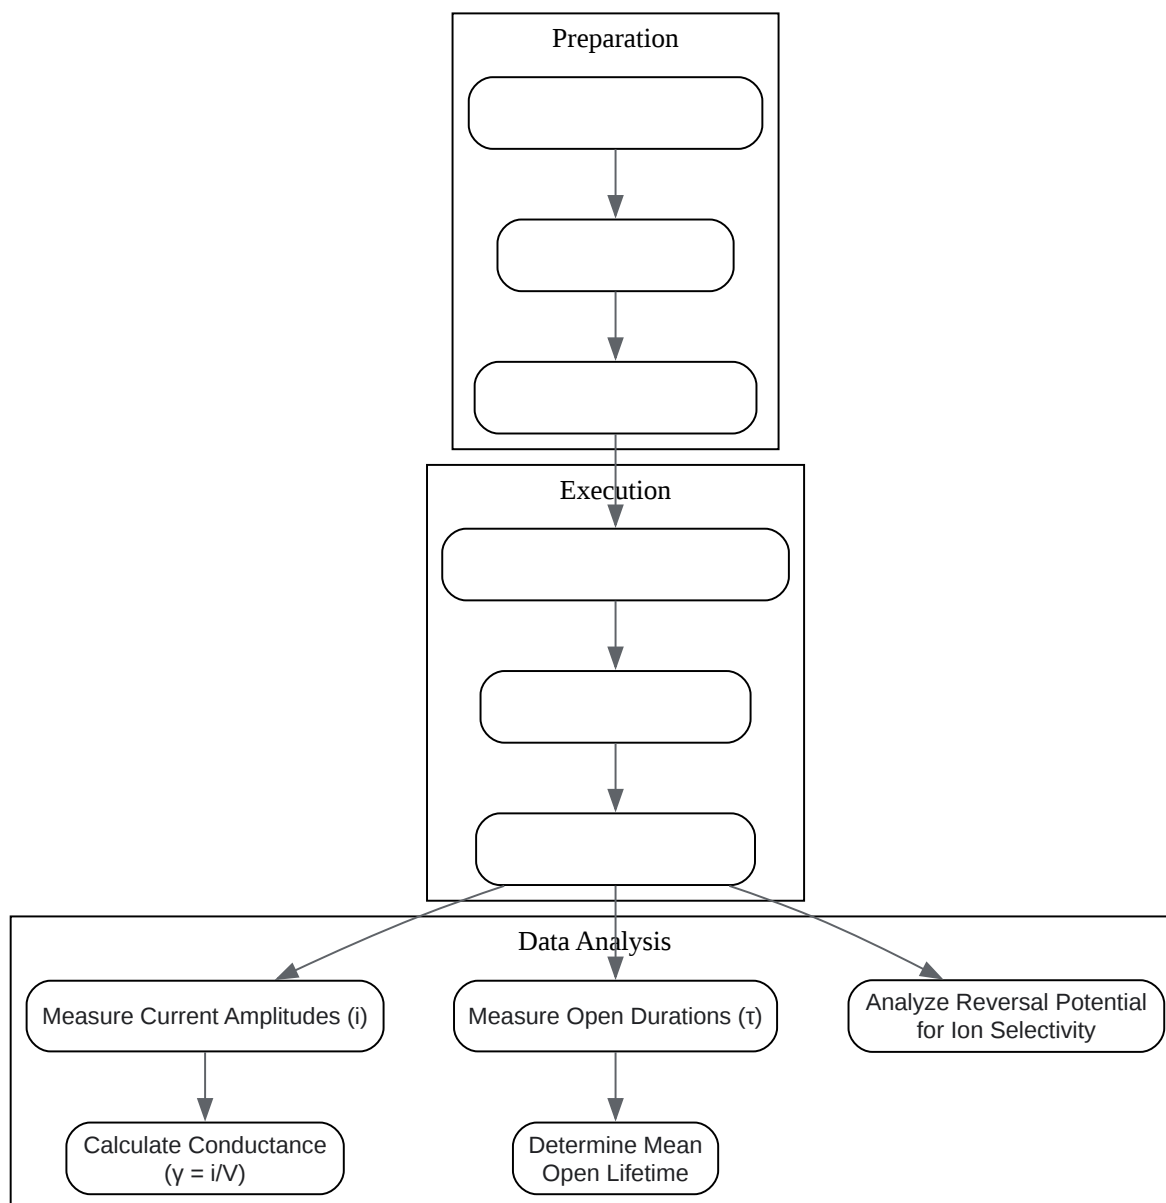 Preparation
Execution
Data Analysis
Measure Current Amplitudes (i)
Measure Open Durations (τ)
Analyze Reversal Potential
for Ion Selectivity
Calculate Conductance
(γ = i/V)
Determine Mean
Open Lifetime